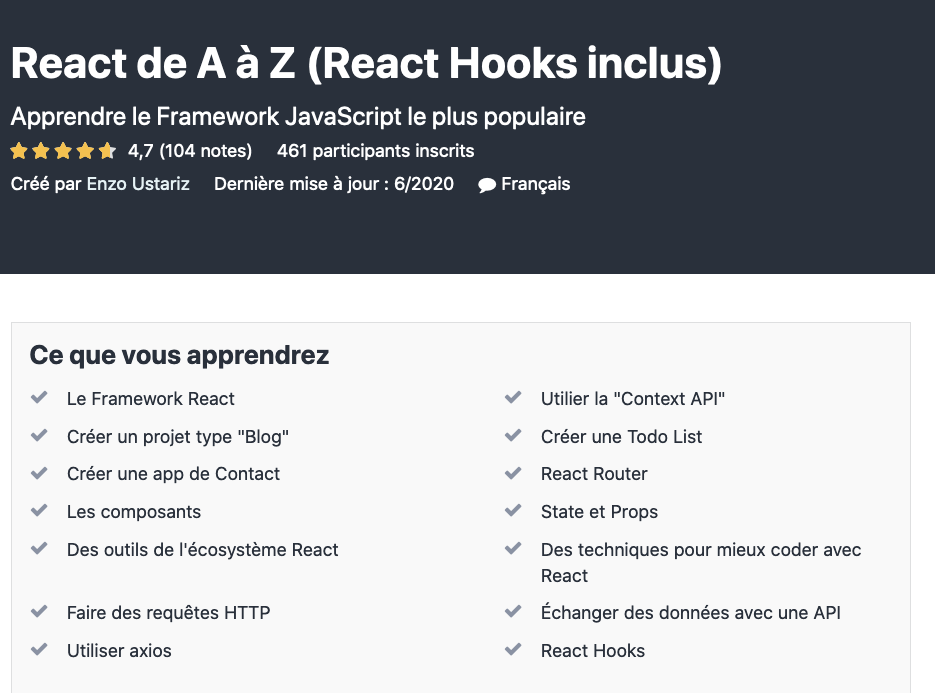 React de A à Z (React Hooks inclus)
Apprendre le Framework JavaScript le plus populaire
4,7 (104 notes) 461 participants inscrits
Créé par Enzo Ustariz Dernière mise à jour : 6/2020 Français
Ce que vous apprendrez
Le Framework React
Utilier la "Context API"
Créer un projet type "Blog"
Créer une Todo List
Créer une app de Contact
React Router
Les composants
State et Props
Des outils de l'écosystème React
Des techniques pour mieux coder avec
React
Faire des requêtes HTTP
Échanger des données avec une API
Utiliser axios
React Hooks